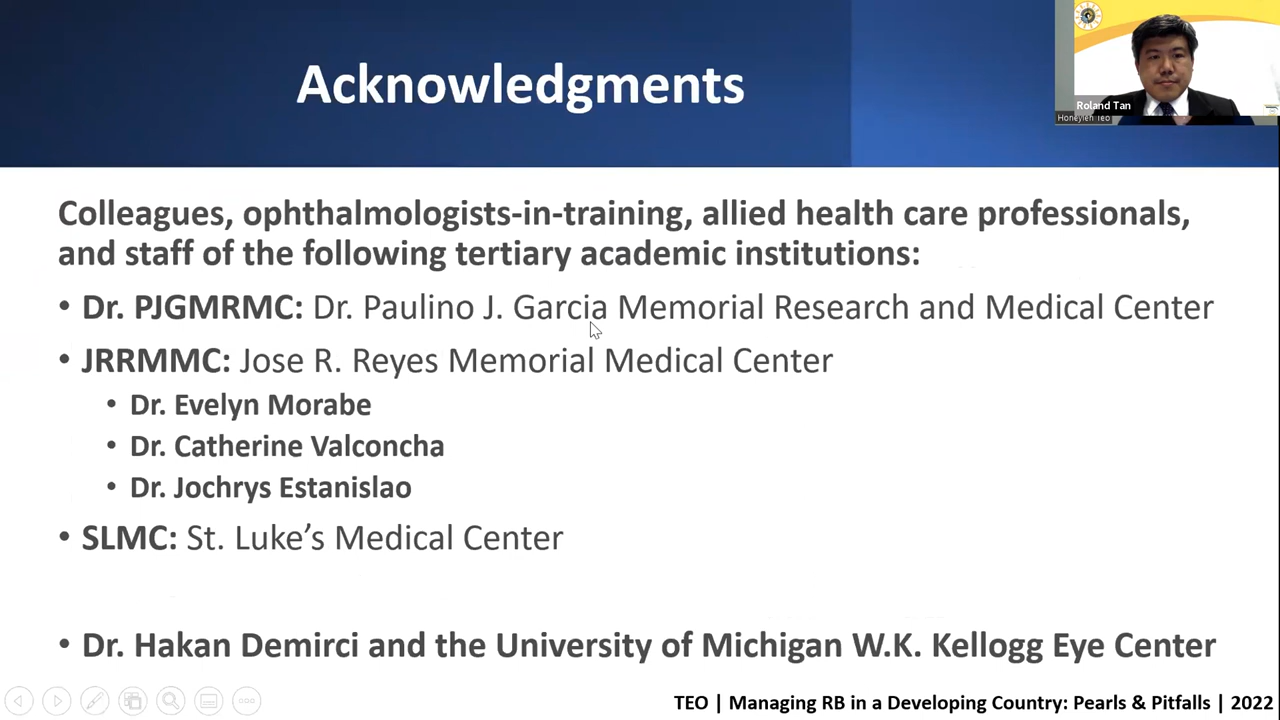 Acknowledgments
Roland Tan
Honeylen Teo
Colleagues, ophthalmologists-in-training, allied health care professionals,
and staff of the following tertiary academic institutions:
• Dr. PJGMRMC: Dr. Paulino J. Garcia Memorial Research and Medical Center
• JRRMMC: Jose R. Reyes Memorial Medical Center
• Dr. Evelyn Morabe
• Dr. Catherine Valconcha
• Dr. Jochrys Estanislao
• SLMC: St. Luke’s Medical Center
• Dr. Hakan Demirci and the University of Michigan W.K. Kellogg Eye Center
TEO | Managing RB in a Developing Country: Pearls & Pitfalls | 2022